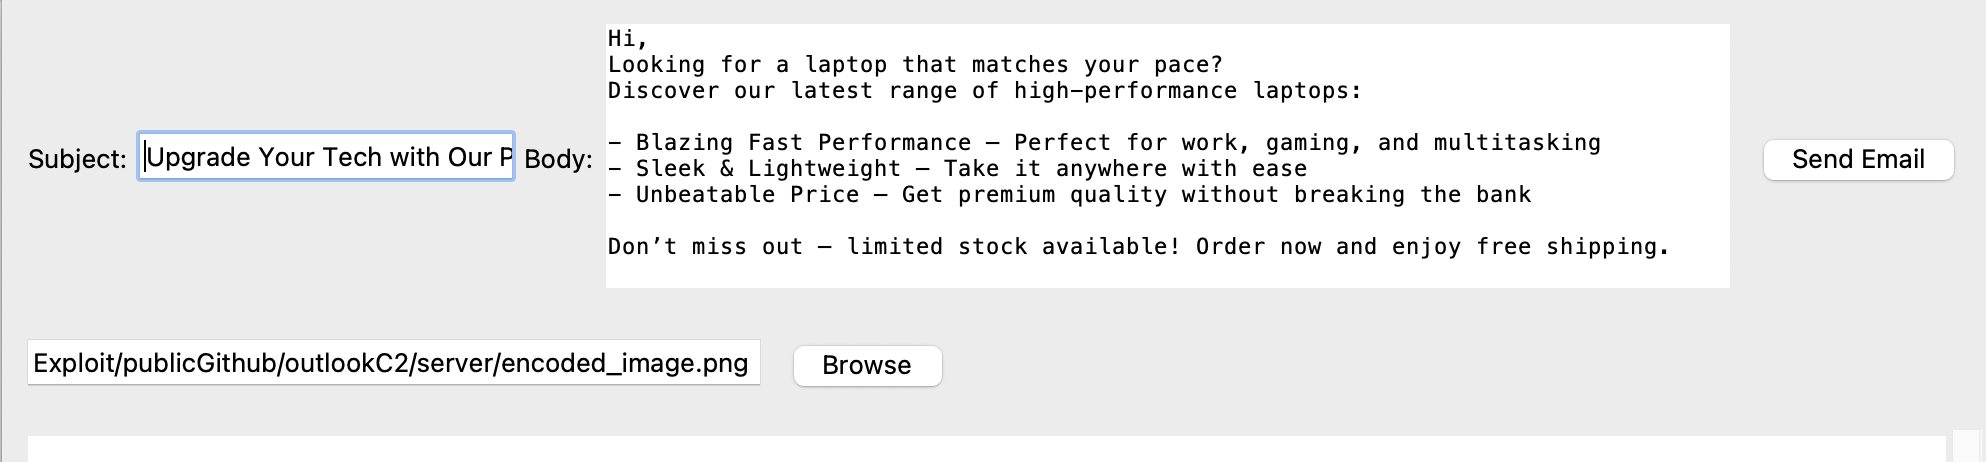 Hi,
Looking for a laptop that matches your pace?
Discover our latest range of high-performance laptops:
– Blazing Fast Performance – Perfect for work, gaming, and multitasking
– Sleek & Lightweight – Take it anywhere with ease
– Unbeatable Price – Get premium quality without breaking the bank
Don’t miss out – limited stock available! Order now and enjoy free shipping.
Subject:
Upgrade Your Tech with Our P
Body:
Send Email
Exploit/publicGithub/outlookC2/server/encoded_image.png
Browse